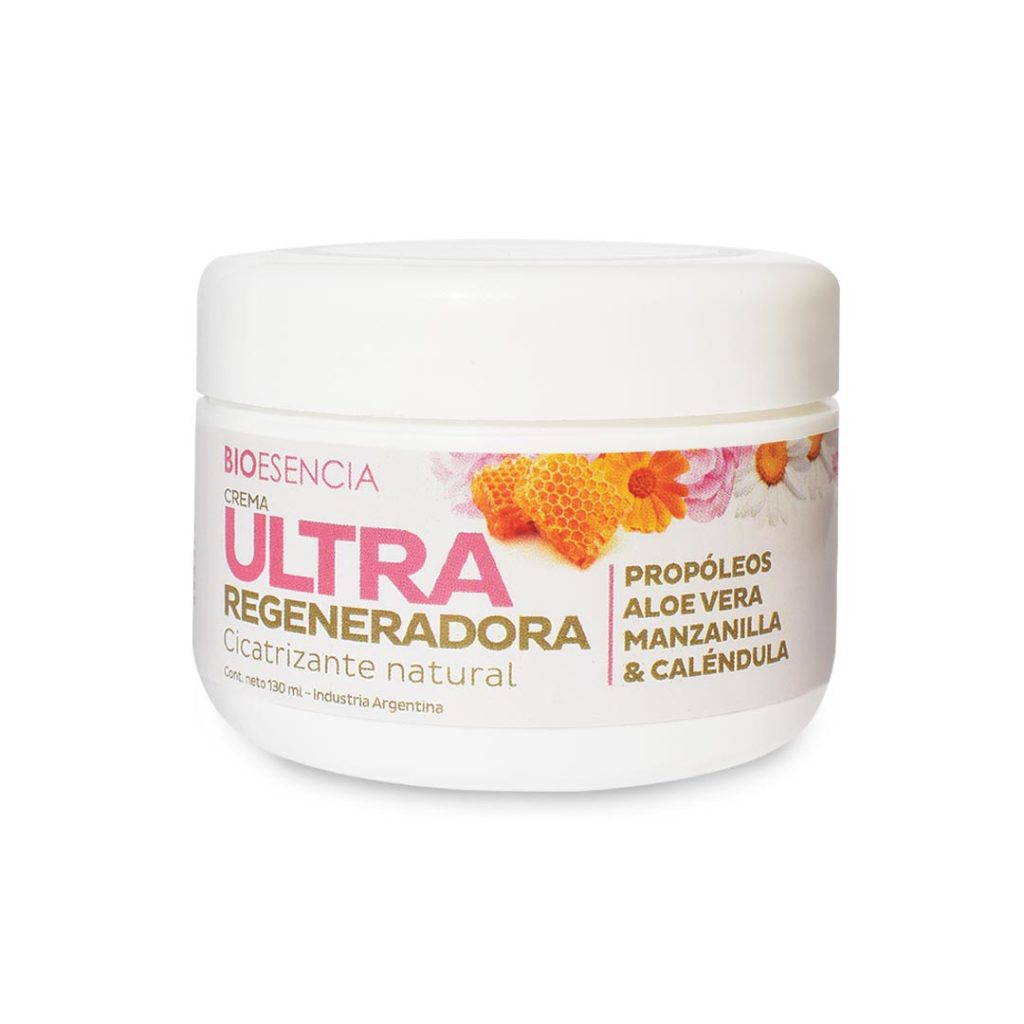 BIOESENCIA
CREMA
ULTRA
REGENERADORA
Cicatrizante natural
Cont. neto 130 ml - Industria Argentina
PROPÓLEOS
ALOE VERA
MANZANILLA
& CALÉNDULA